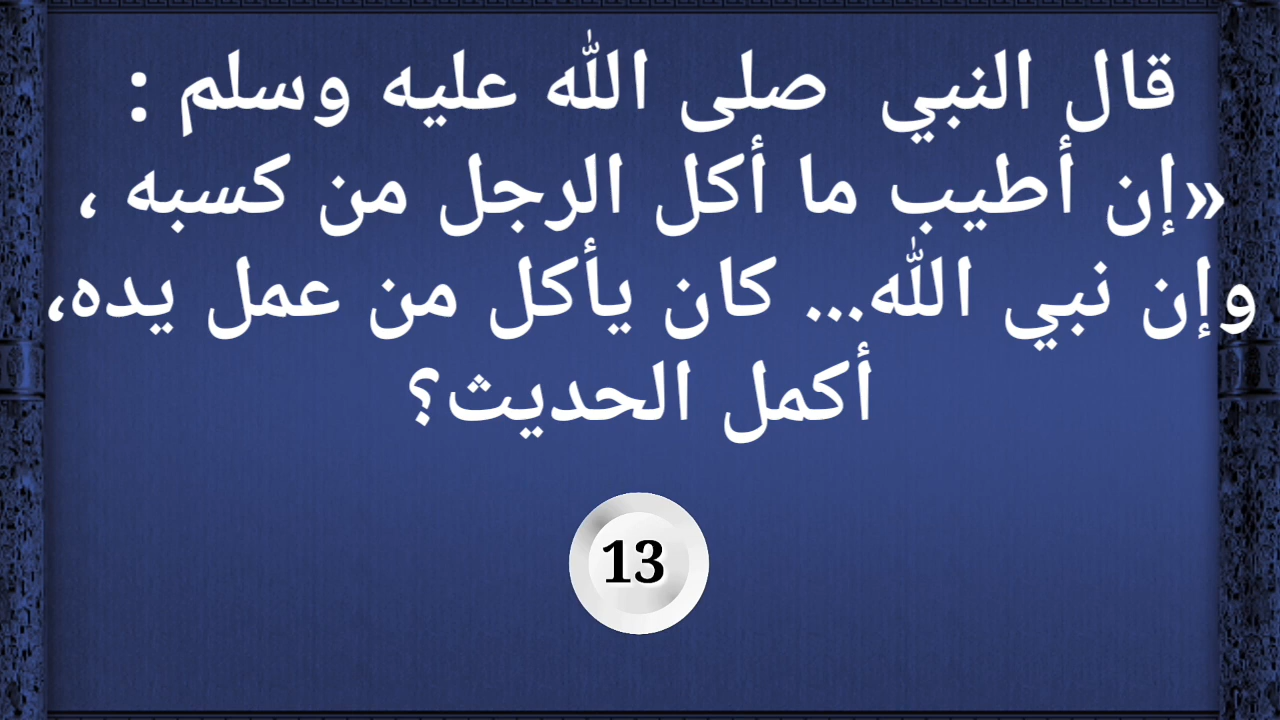 قال النبي صلى الله عليه وسلم :
«إن أطيب ما أكل الرجل من كسبه ،
وإن نبي الله... كان يأكل من عمل يده،
أكمل الحديث؟
13